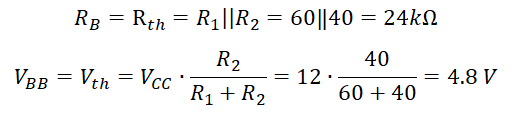 R_B = R_th = R_1||R_2 = 60||40 = 24kΩ
V_BB = V_th = V_CC · R_2 / (R_1 + R_2) = 12 · 40 / (60 + 40) = 4.8 V